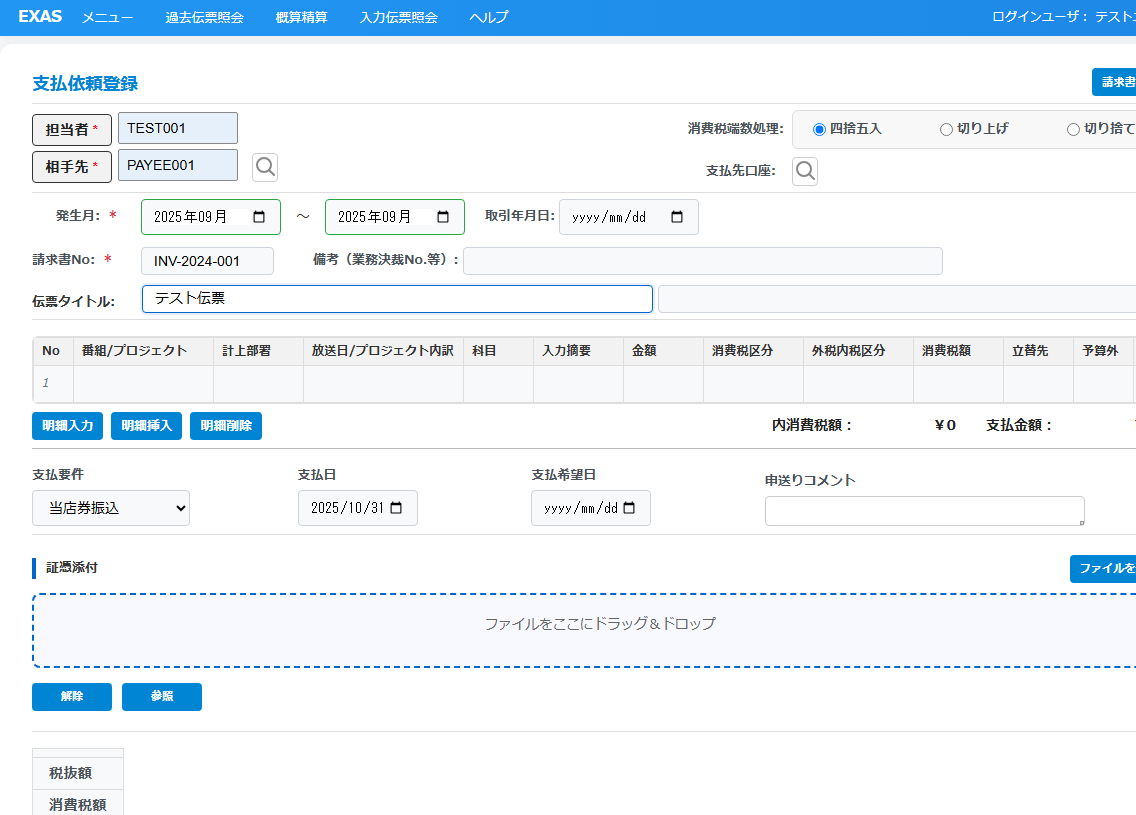 EXAS メニュー 過去伝票照会 概算精算 入力伝票照会 ヘルプ ログインユーザ： テスト
支払依頼登録 請求書
担当者 * TEST001 消費税端数処理: 四捨五入 切り上げ 切り捨て
相手先 * PAYEE001 支払先口座:
発生月: * 2025年09月 ～ 2025年09月 取引年月日: yyyy/mm/dd
請求書No: * INV-2024-001 備考（業務決裁No.等）:
伝票タイトル: テスト伝票
No 番組/プロジェクト 計上部署 放送日/プロジェクト内訳 科目 入力摘要 金額 消費税区分 外税内税区分 消費税額 立替先 予算外
1
明細入力 明細挿入 明細削除 内消費税額： ¥0 支払金額：
支払要件 支払日 支払希望日 申送りコメント
当店券振込 2025/10/31 yyyy/mm/dd
証憑添付 ファイルを
ファイルをここにドラッグ＆ドロップ
解除 参照
税抜額
消費税額